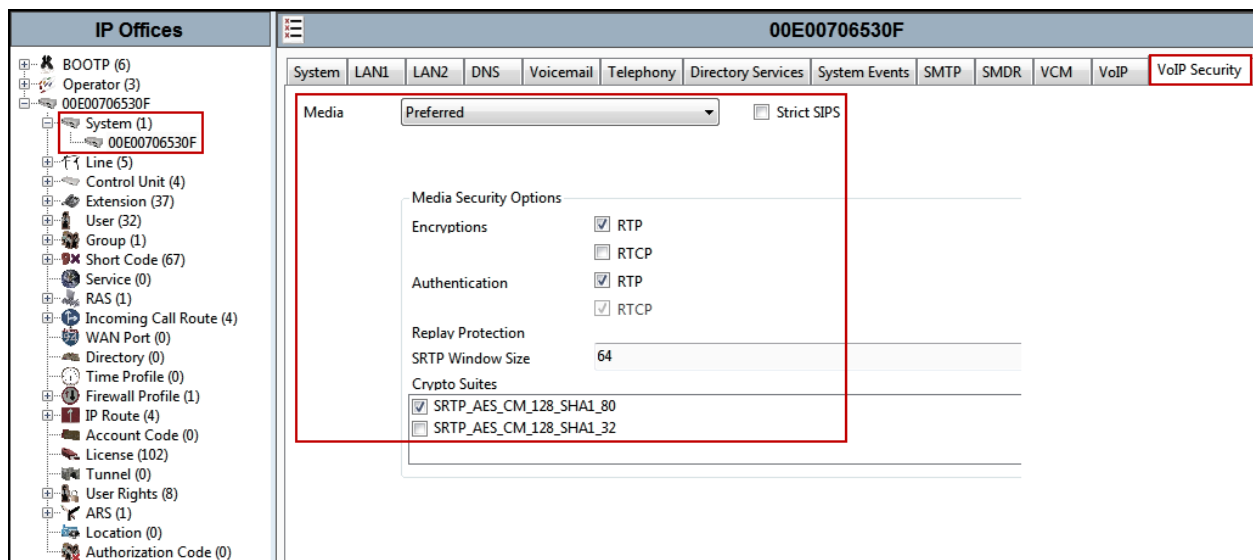 IP Offices
BOOTP (6)
Operator (3)
00E00706530F
System (1)
00E00706530F
Line (5)
Control Unit (4)
Extension (37)
User (32)
Group (1)
Short Code (67)
Service (0)
RAS (1)
Incoming Call Route (4)
WAN Port (0)
Directory (0)
Time Profile (0)
Firewall Profile (1)
IP Route (4)
Account Code (0)
License (102)
Tunnel (0)
User Rights (8)
ARS (1)
Location (0)
Authorization Code (0)
00E00706530F
System LAN1 LAN2 DNS Voicemail Telephony Directory Services System Events SMTP SMDR VCM VoIP VoIP Security
Media Preferred Strict SIPS
Media Security Options
Encryptions RTP
RTCP
Authentication RTP
RTCP
Replay Protection
SRTP Window Size 64
Crypto Suites
SRTP_AES_CM_128_SHA1_80
SRTP_AES_CM_128_SHA1_32